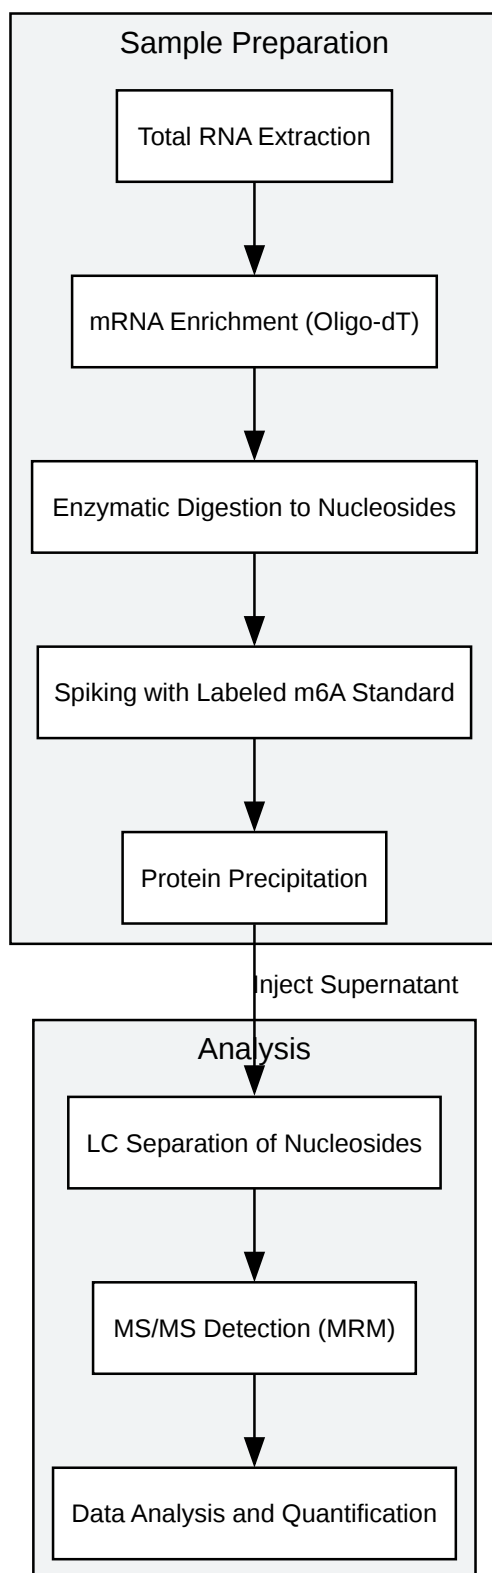 Sample Preparation
Total RNA Extraction
mRNA Enrichment (Oligo-dT)
Enzymatic Digestion to Nucleosides
Spiking with Labeled m6A Standard
Protein Precipitation
Inject Supernatant
Analysis
LC Separation of Nucleosides
MS/MS Detection (MRM)
Data Analysis and Quantification